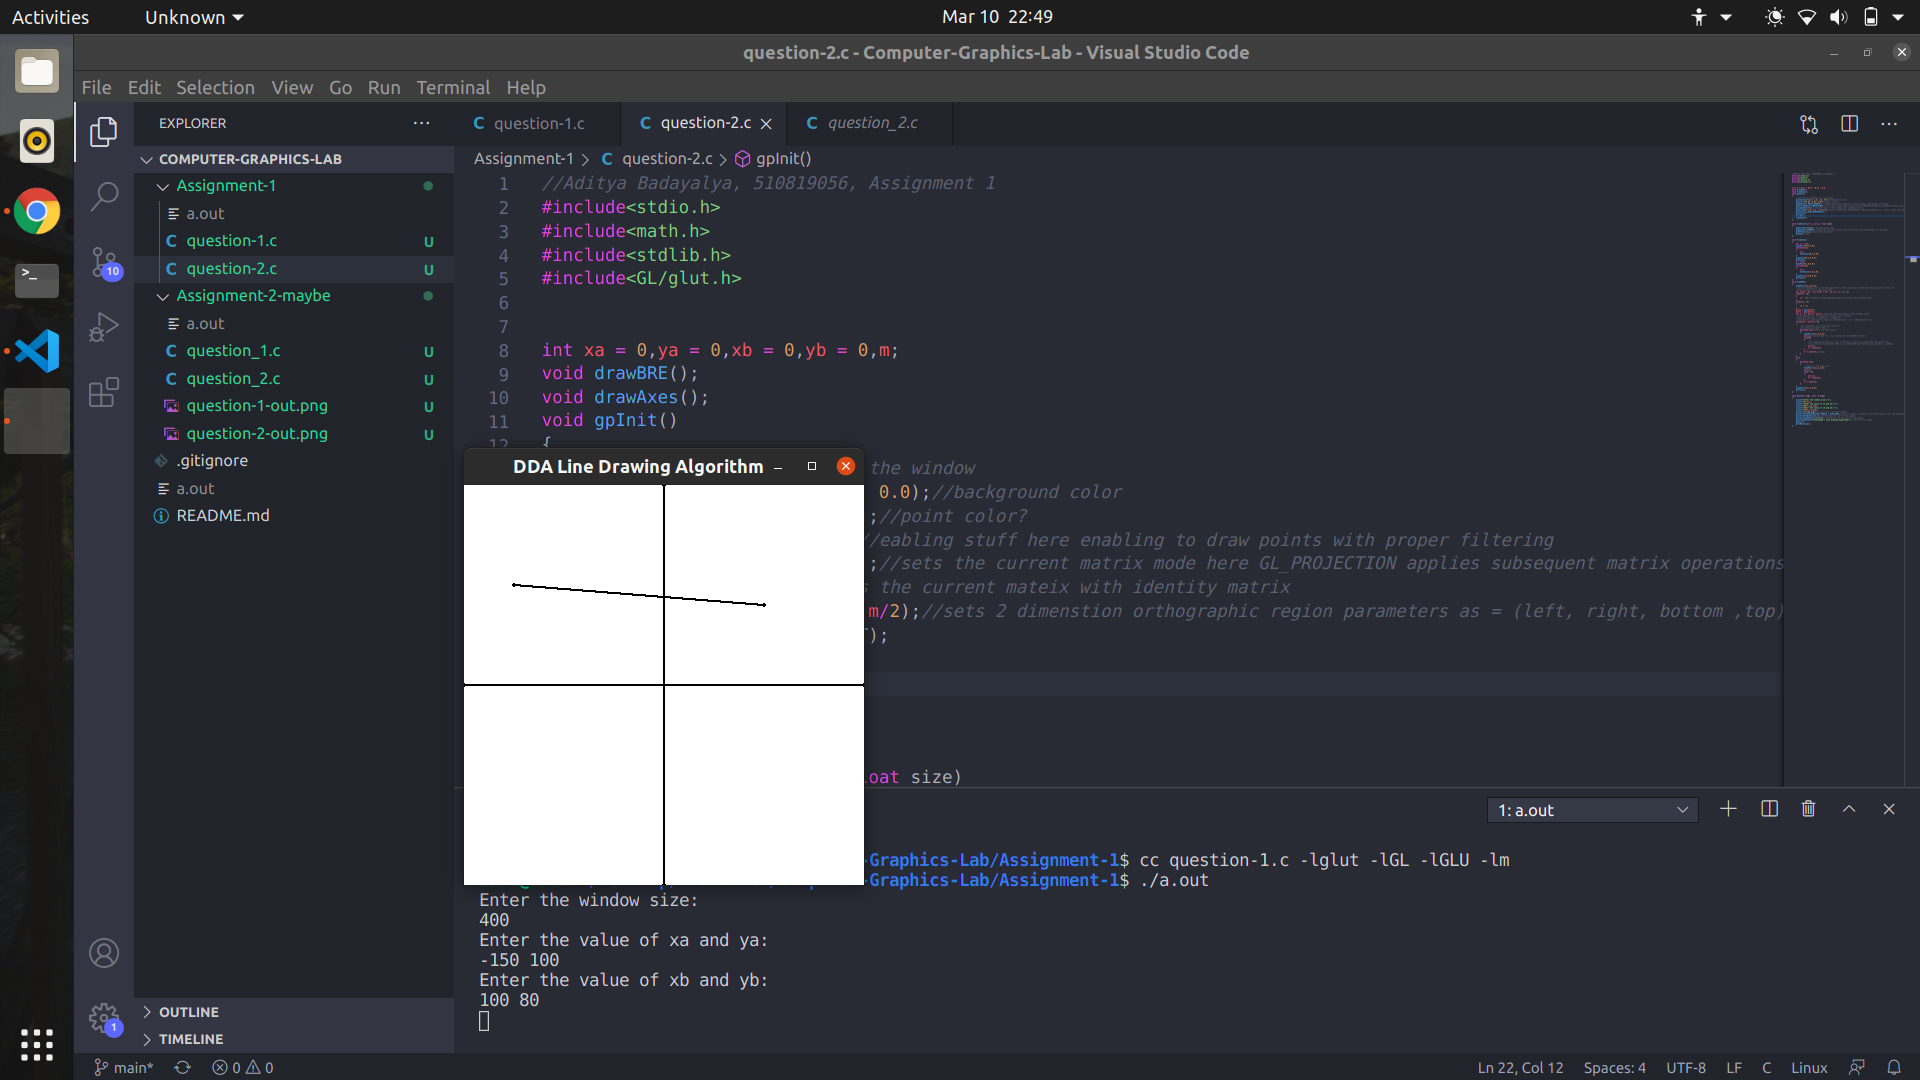 Activities
Unknown
Mar 10 22:49
question-2.c - Computer-Graphics-Lab - Visual Studio Code
File Edit Selection View Go Run Terminal Help
EXPLORER
COMPUTER-GRAPHICS-LAB
Assignment-1
a.out
question-1.c U
question-2.c U
Assignment-2-maybe
a.out
question_1.c U
question_2.c U
question-1-out.png U
question-2-out.png U
.gitignore
a.out
README.md
OUTLINE
TIMELINE
10
1
question-1.c
question-2.c
question_2.c
Assignment-1 > question-2.c > gpInit()
1 //Aditya Badayalya, 510819056, Assignment 1
2 #include<stdio.h>
3 #include<math.h>
4 #include<stdlib.h>
5 #include<GL/glut.h>
6
7
8 int xa = 0,ya = 0,xb = 0,yb = 0,m;
9 void drawBRE();
10 void drawAxes();
11 void gpInit()
12 {
the window
0.0);//background color
;//point color?
//eabling stuff here enabling to draw points with proper filtering
;//sets the current matrix mode here GL_PROJECTION applies subsequent matrix operations
s the current mateix with identity matrix
m/2);//sets 2 dimenstion orthographic region parameters as = (left, right, bottom ,top)
);
oat size)
DDA Line Drawing Algorithm
1: a.out
-Graphics-Lab/Assignment-1$ cc question-1.c -lglut -lGL -lGLU -lm
-Graphics-Lab/Assignment-1$ ./a.out
Enter the window size:
400
Enter the value of xa and ya:
-150 100
Enter the value of xb and yb:
100 80
main* 0 0
Ln 22, Col 12 Spaces: 4 UTF-8 LF C Linux